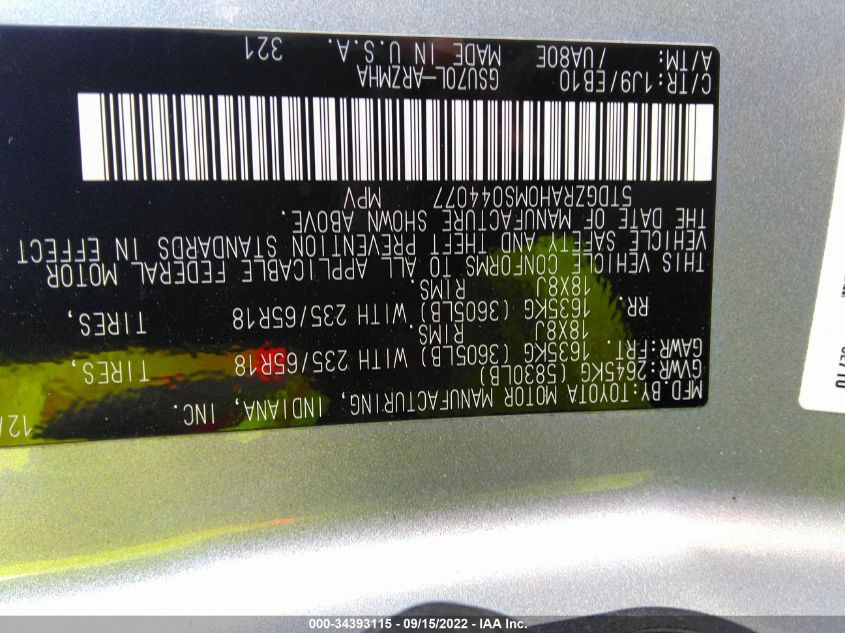 MFD.BY:TOYOTA MOTOR MANUFACTURING, INDIANA, INC. 12/
GVWR:2645KG (5830LB)
GAWR:FRT. 1635KG (3605LB) WITH 235/65R18 TIRES,
18X8J RIMS.
RR. 1635KG (3605LB) WITH 235/65R18 TIRES,
18X8J RIMS.
THIS VEHICLE CONFORMS TO ALL APPLICABLE FEDERAL MOTOR
VEHICLE SAFETY AND THEFT PREVENTION STANDARDS IN EFFECT
THE DATE OF MANUFACTURE SHOWN ABOVE.
5TDGZRAH0MS044077 MPV
C/TR:1J9/EB10 GSU70L-ARZMHA
A/TM: /UA80E MADE IN U.S.A. 321
000-34393115 - 09/15/2022 - IAA Inc.